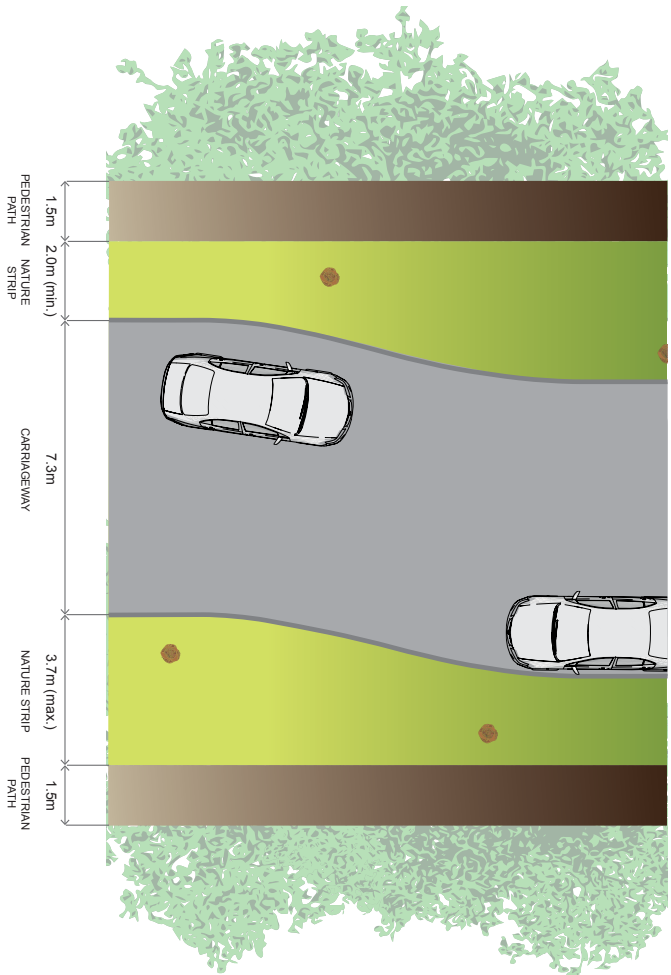 1.5m
PEDESTRIAN
PATH
2.0m (min.)
NATURE
STRIP
7.3m
CARRIAGEWAY
3.7m (max.)
NATURE STRIP
1.5m
PEDESTRIAN
PATH